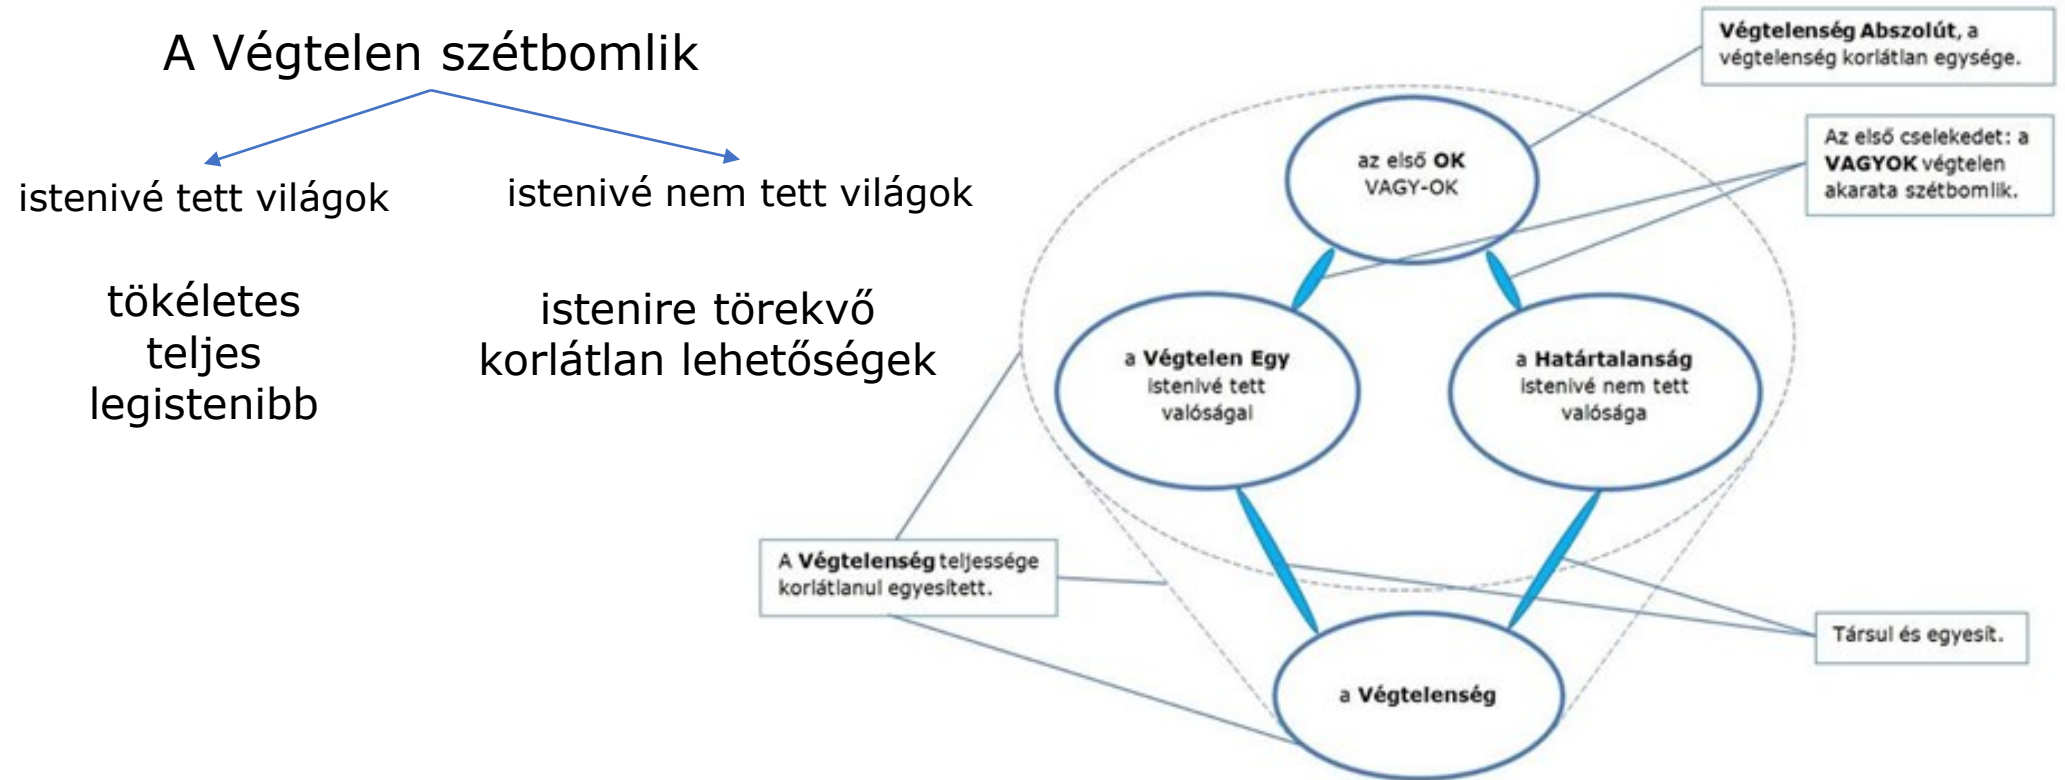 A Végtelen szétbomlik
istenivé tett világok
istenivé nem tett világok
tökéletes
teljes
legistenibb
istenire törekvő
korlátlan lehetőségek
Végtelenség Abszolút, a
végtelenség korlátlan egysége.
Az első cselekedet: a
VAGYOK végtelen
akarata szétbomlik.
az első OK
VAGY-OK
a Végtelen Egy
istenivé tett
valóságai
a Határtalanság
istenivé nem tett
valósága
A Végtelenség teljessége
korlátlanul egyesített.
Társul és egyesít.
a Végtelenség